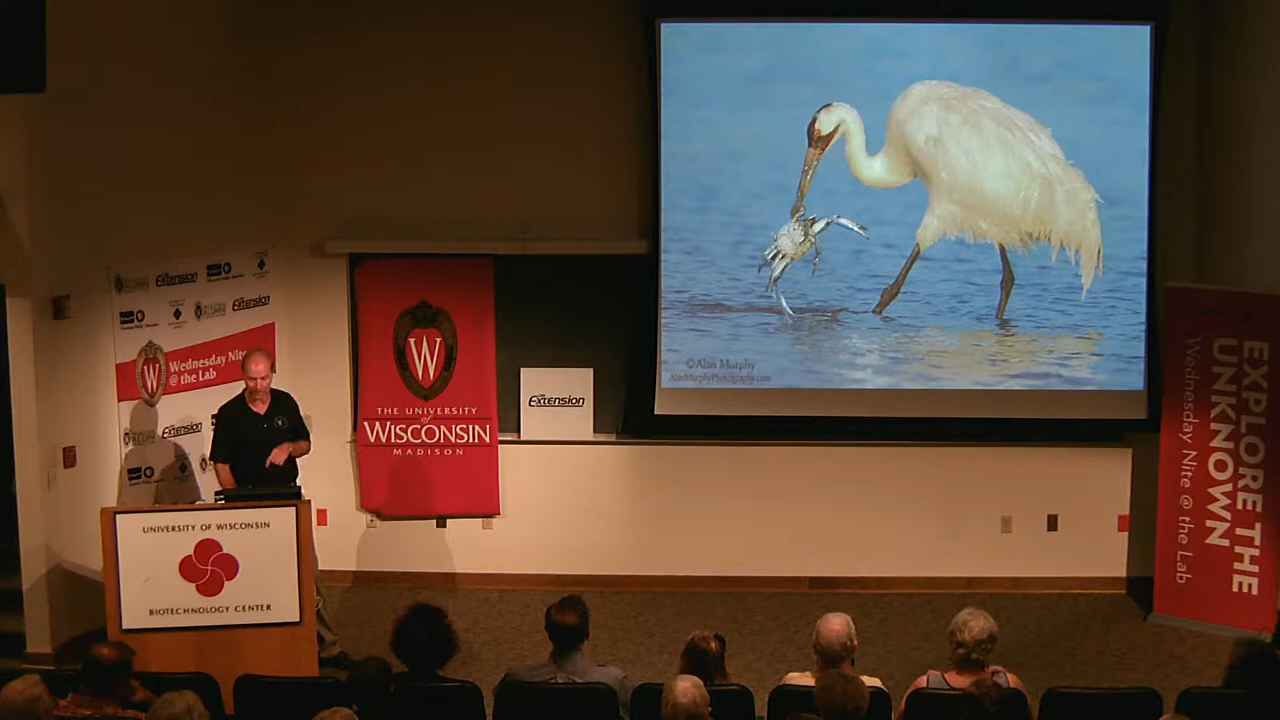 Extension
Extension
Wednesday Nite
@ the Lab
Extension
W
THE UNIVERSITY
of
WISCONSIN
MADISON
Extension
©Alan Murphy
AlanMurphyPhotography.com
EXPLORE THE
UNKNOWN
Wednesday Nite @ the Lab
UNIVERSITY OF WISCONSIN
BIOTECHNOLOGY CENTER